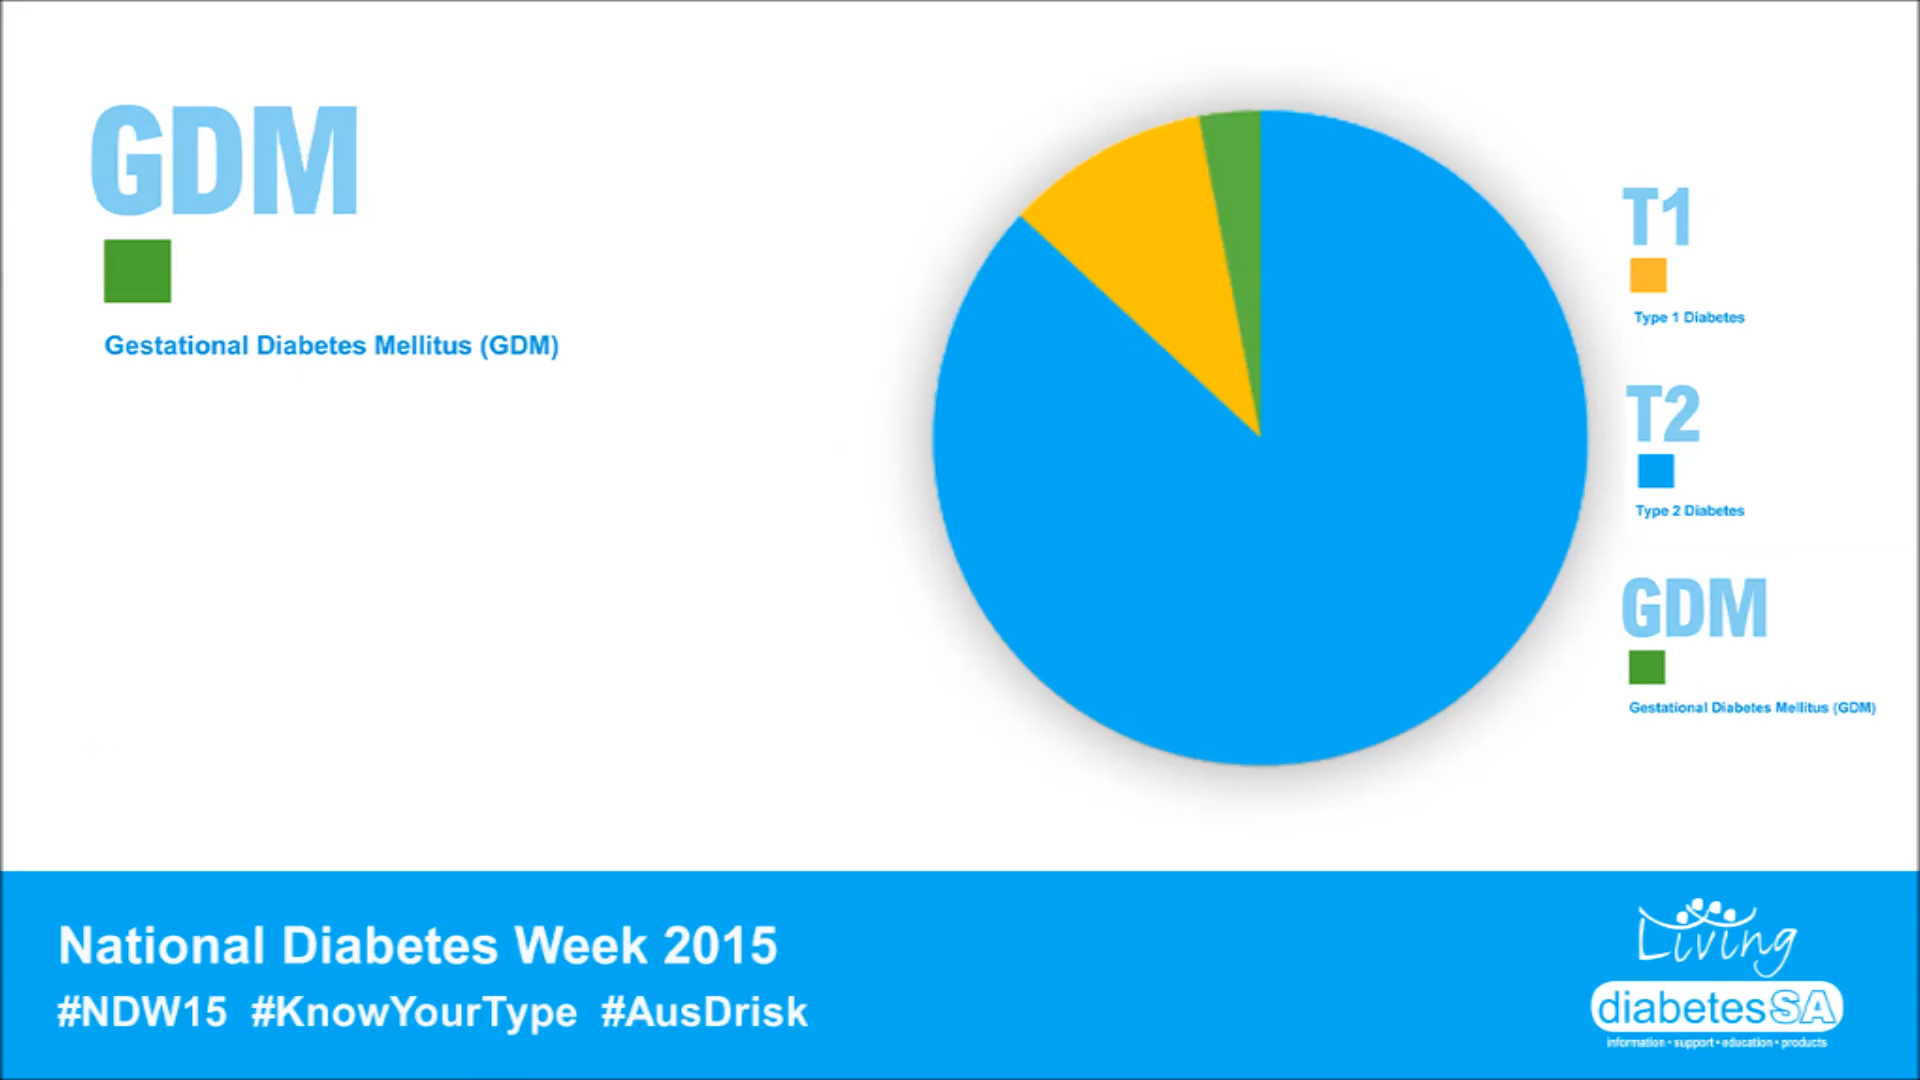 GDM
Gestational Diabetes Mellitus (GDM)
T1
Type 1 Diabetes
T2
Type 2 Diabetes
GDM
Gestational Diabetes Mellitus (GDM)
National Diabetes Week 2015
#NDW15 #KnowYourType #AusDrisk
Living
diabetesSA
information • support • education • products